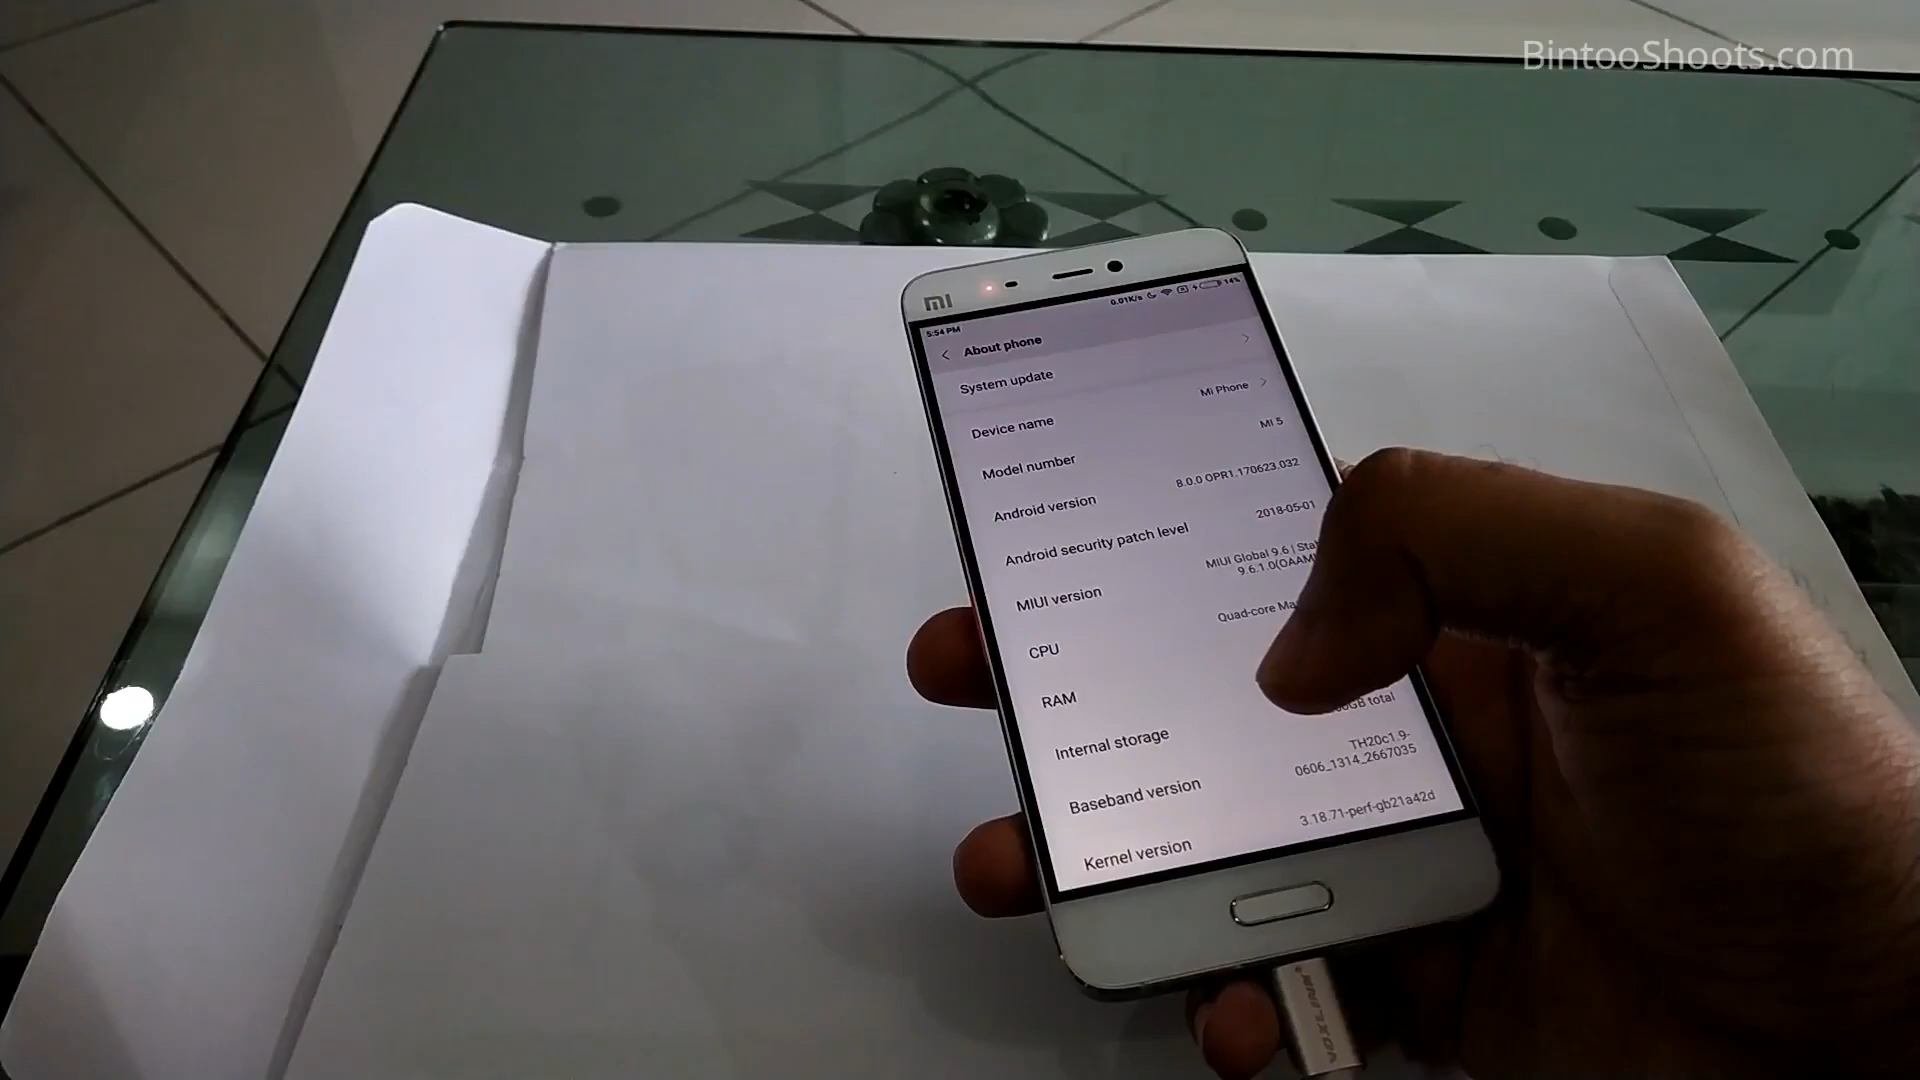 BintooShoots.com
MI
0.01K/s 14%
5:54 PM
About phone
System update
Device name Mi Phone
Model number MI 5
Android version 8.0.0 OPR1.170623.032
Android security patch level 2018-05-01
MIUI version MIUI Global 9.6 |
9.6.1.0(OAAM
CPU Quad-core
RAM
Internal storage total
Baseband version TH20c1.9-
0606_1314_2667035
Kernel version 3.18.71-perf-gb21a42d
VOXLINK